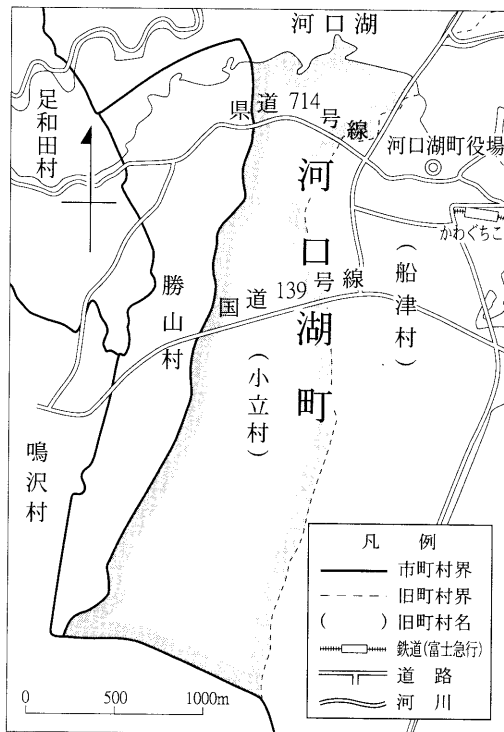 河口湖
足和田村
県道714号線
河口湖町役場
かわぐちこ
河口湖町
(船津村)
勝山村
国道139号線
(小立村)
鳴沢村
凡 例
市町村界
旧町村界
( ) 旧町村名
鉄道(富士急行)
道 路
河 川
0 500 1000m